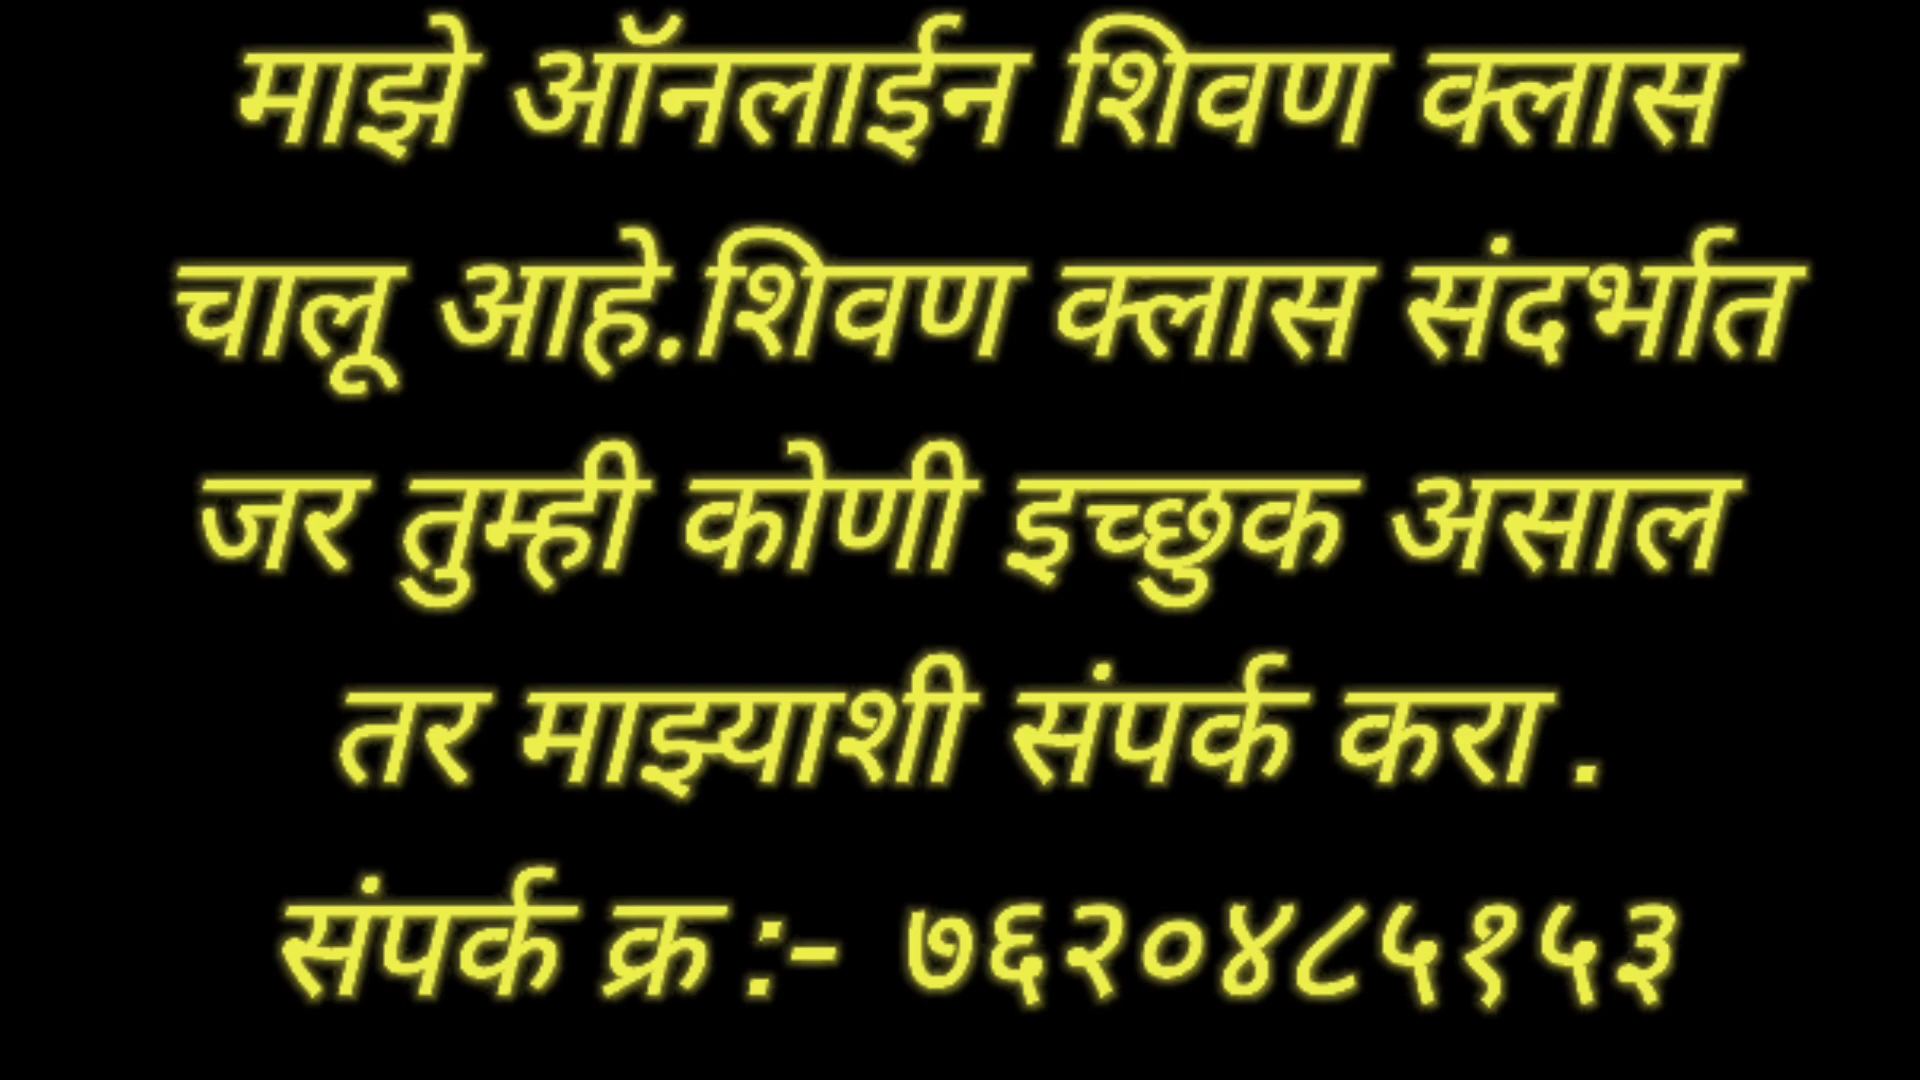 माझे ऑनलाईन शिवण क्लास
चालू आहे.शिवण क्लास संदर्भात
जर तुम्ही कोणी इच्छुक असाल
तर माझ्याशी संपर्क करा .
संपर्क क्र :- ७६२०४८५१५३